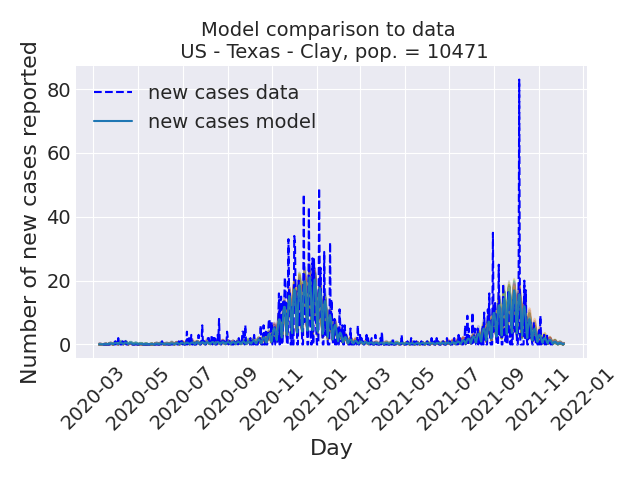 Model comparison to data
US - Texas - Clay, pop. = 10471
Number of new cases reported
80
60
40
20
0
new cases data
new cases model
2020-03
2020-05
2020-07
2020-09
2020-11
2021-01
2021-03
2021-05
2021-07
2021-09
2021-11
2022-01
Day